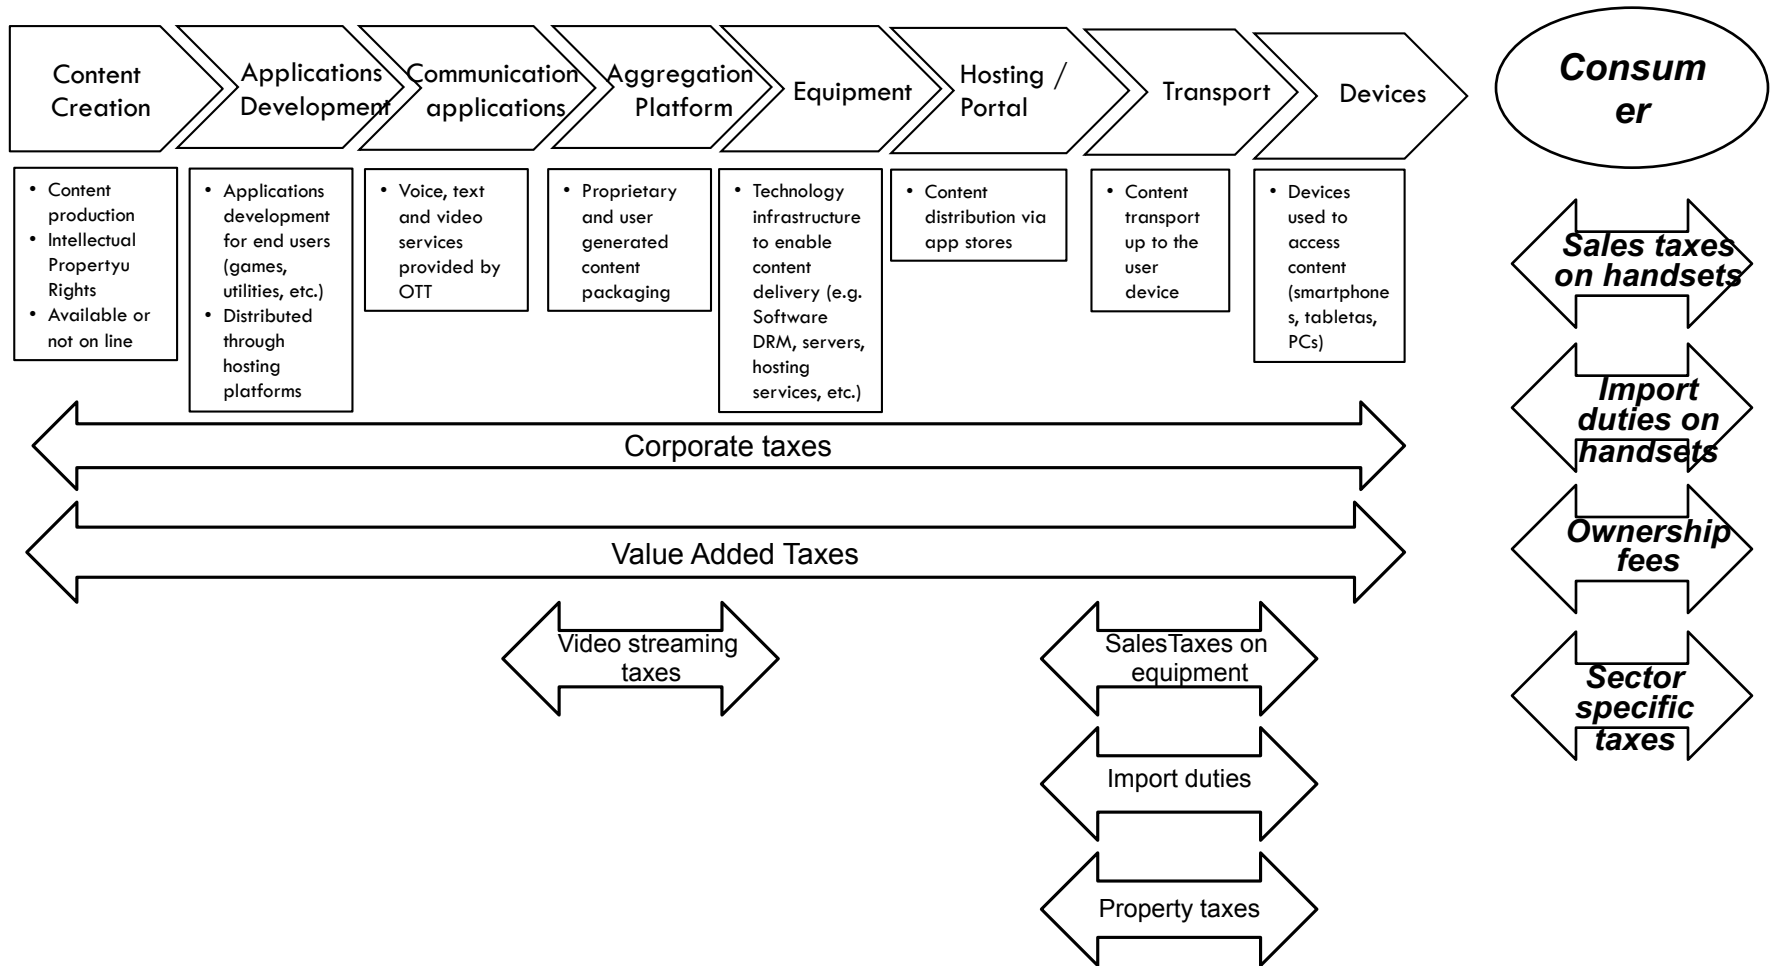 Content
Creation
Applications
Development
Communication
applications
Aggregation
Platform
Equipment
Hosting /
Portal
Transport
Devices
Consum
er
• Content
production
• Intellectual
Propertyu
Rights
• Available or
not on line
• Applications
development
for end users
(games,
utilities, etc.)
• Distributed
through
hosting
platforms
• Voice, text
and video
services
provided by
OTT
• Proprietary
and user
generated
content
packaging
• Technology
infrastructure
to enable
content
delivery (e.g.
Software
DRM, servers,
hosting
services, etc.)
• Content
distribution via
app stores
• Content
transport
up to the
user
device
• Devices
used to
access
content
(smartphone
s, tabletas,
PCs)
Sales taxes
on handsets
Import
duties on
handsets
Ownership
fees
Sector
specific
taxes
Corporate taxes
Value Added Taxes
Video streaming
taxes
SalesTaxes on
equipment
Import duties
Property taxes